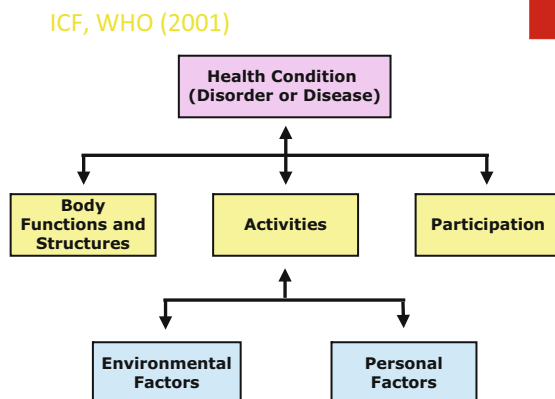 ICF, WHO (2001)
Health Condition
(Disorder or Disease)
Body
Functions and
Structures
Activities
Participation
Environmental
Factors
Personal
Factors